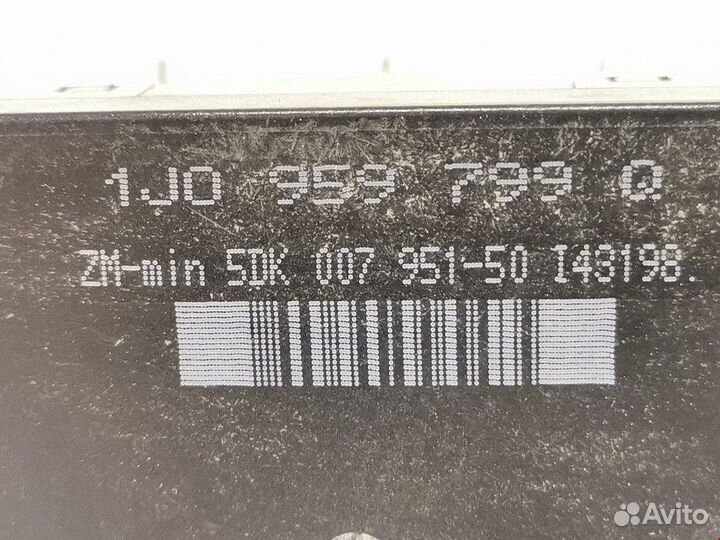 1J0 959 799 Q
ZM-min 5DK 007 951-50 I43198
Avito